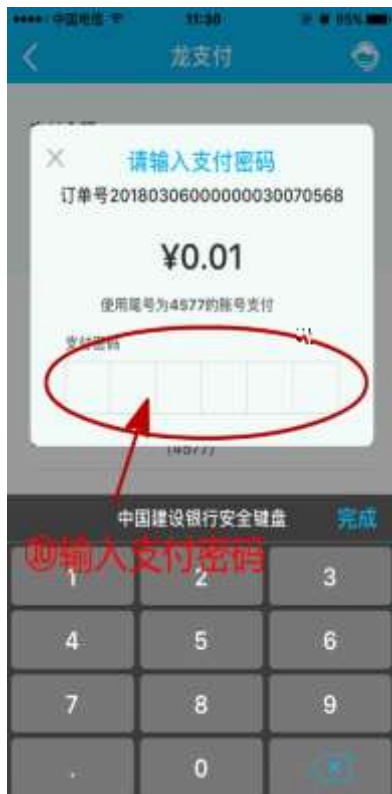 中国电信 11:30 95%
龙支付
请输入支付密码
订单号20180306000000030070568
¥0.01
使用尾号为4577的账号支付
支付密码
(4577)
中国建设银行安全键盘 完成
⑩输入支付密码
1 2 3
4 5 6
7 8 9
. 0